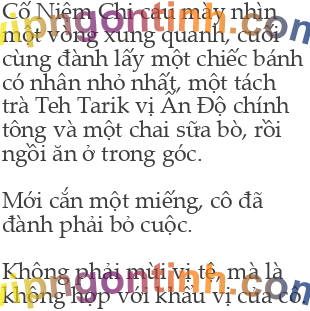 Cố Niệm Chi cau mày nhìn
một vòng xung quanh, cuối
cùng đành lấy một chiếc bánh
có nhân nhỏ nhất, một tách
trà Teh Tarik vị Ấn Độ chính
tông và một chai sữa bò, rồi
ngồi ăn ở trong góc.
Mới cắn một miếng, cô đã
đành phải bỏ cuộc.
Không phải mùi vị tệ, mà là
không hợp với khẩu vị của cô.